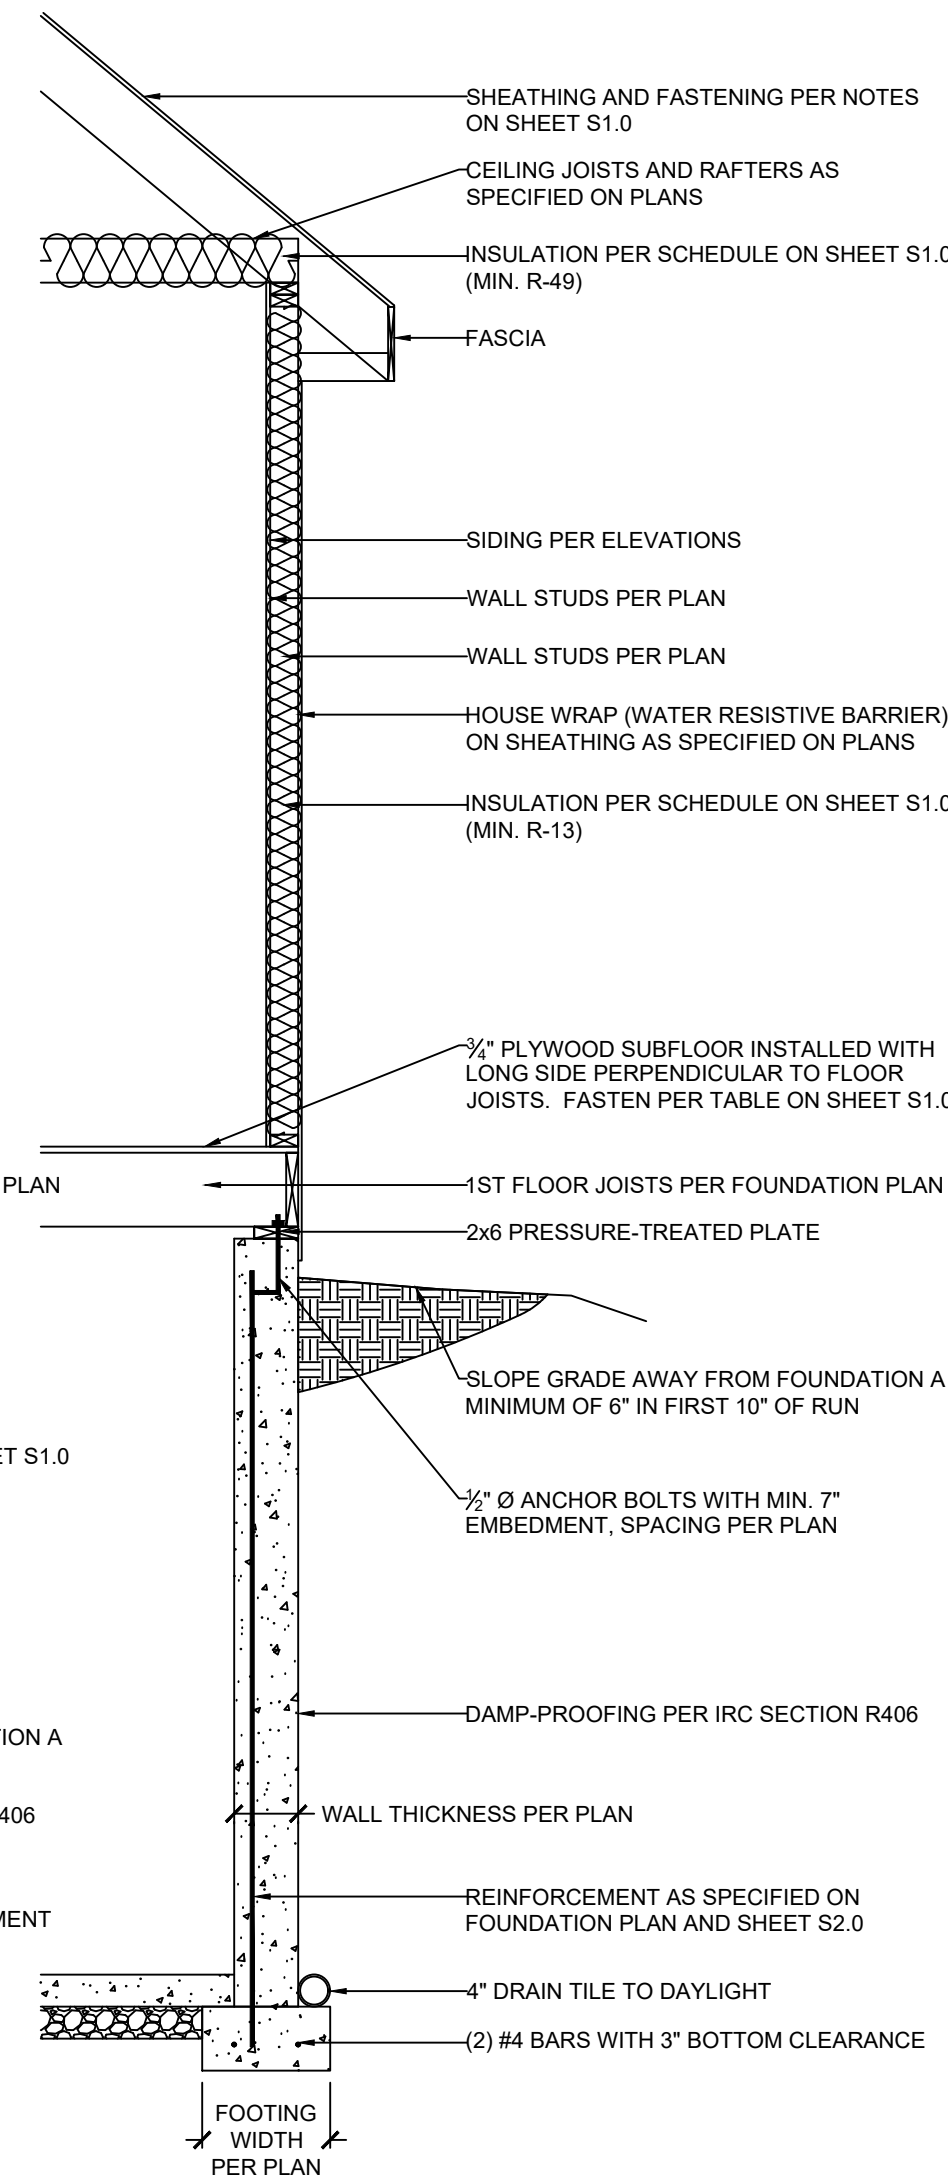 SHEATHING AND FASTENING PER NOTES
ON SHEET S1.0
CEILING JOISTS AND RAFTERS AS
SPECIFIED ON PLANS
INSULATION PER SCHEDULE ON SHEET S1.0
(MIN. R-49)
FASCIA
SIDING PER ELEVATIONS
WALL STUDS PER PLAN
WALL STUDS PER PLAN
HOUSE WRAP (WATER RESISTIVE BARRIER)
ON SHEATHING AS SPECIFIED ON PLANS
INSULATION PER SCHEDULE ON SHEET S1.0
(MIN. R-13)
¾" PLYWOOD SUBFLOOR INSTALLED WITH
LONG SIDE PERPENDICULAR TO FLOOR
JOISTS. FASTEN PER TABLE ON SHEET S1.0
PLAN
1ST FLOOR JOISTS PER FOUNDATION PLAN
2x6 PRESSURE-TREATED PLATE
SLOPE GRADE AWAY FROM FOUNDATION A
MINIMUM OF 6" IN FIRST 10" OF RUN
S1.0
½" Ø ANCHOR BOLTS WITH MIN. 7"
EMBEDMENT, SPACING PER PLAN
DAMP-PROOFING PER IRC SECTION R406
A
406
WALL THICKNESS PER PLAN
REINFORCEMENT AS SPECIFIED ON
FOUNDATION PLAN AND SHEET S2.0
4" DRAIN TILE TO DAYLIGHT
(2) #4 BARS WITH 3" BOTTOM CLEARANCE
FOOTING
WIDTH
PER PLAN